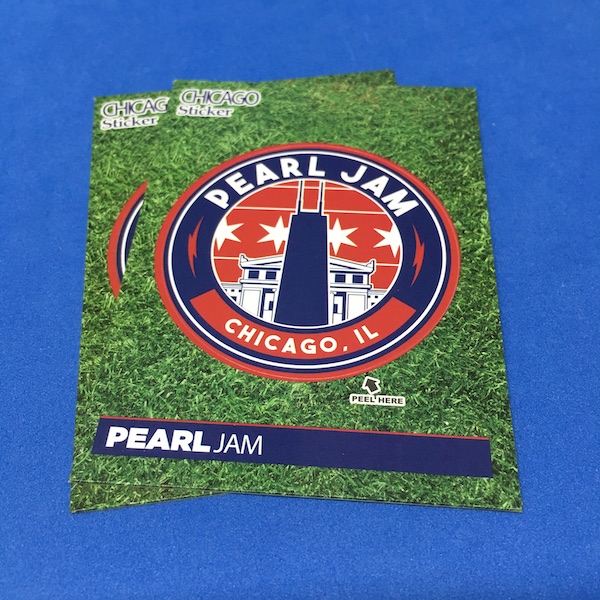 CHICAG
Sticker
CHICAGO
Sticker
PEARL JAM
CHICAGO, IL
PEEL HERE
PEARL JAM